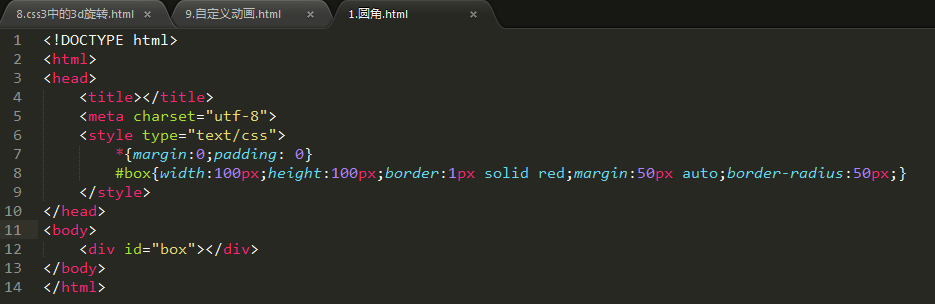 8.css3中的3d旋转.html × 9.自定义动画.html × 1.圆角.html ×
1 <!DOCTYPE html>
2 <html>
3 <head>
4 <title></title>
5 <meta charset="utf-8">
6 <style type="text/css">
7 *{margin:0;padding: 0}
8 #box{width:100px;height:100px;border:1px solid red;margin:50px auto;border-radius:50px;}
9 </style>
10 </head>
11 <body>
12 <div id="box"></div>
13 </body>
14 </html>